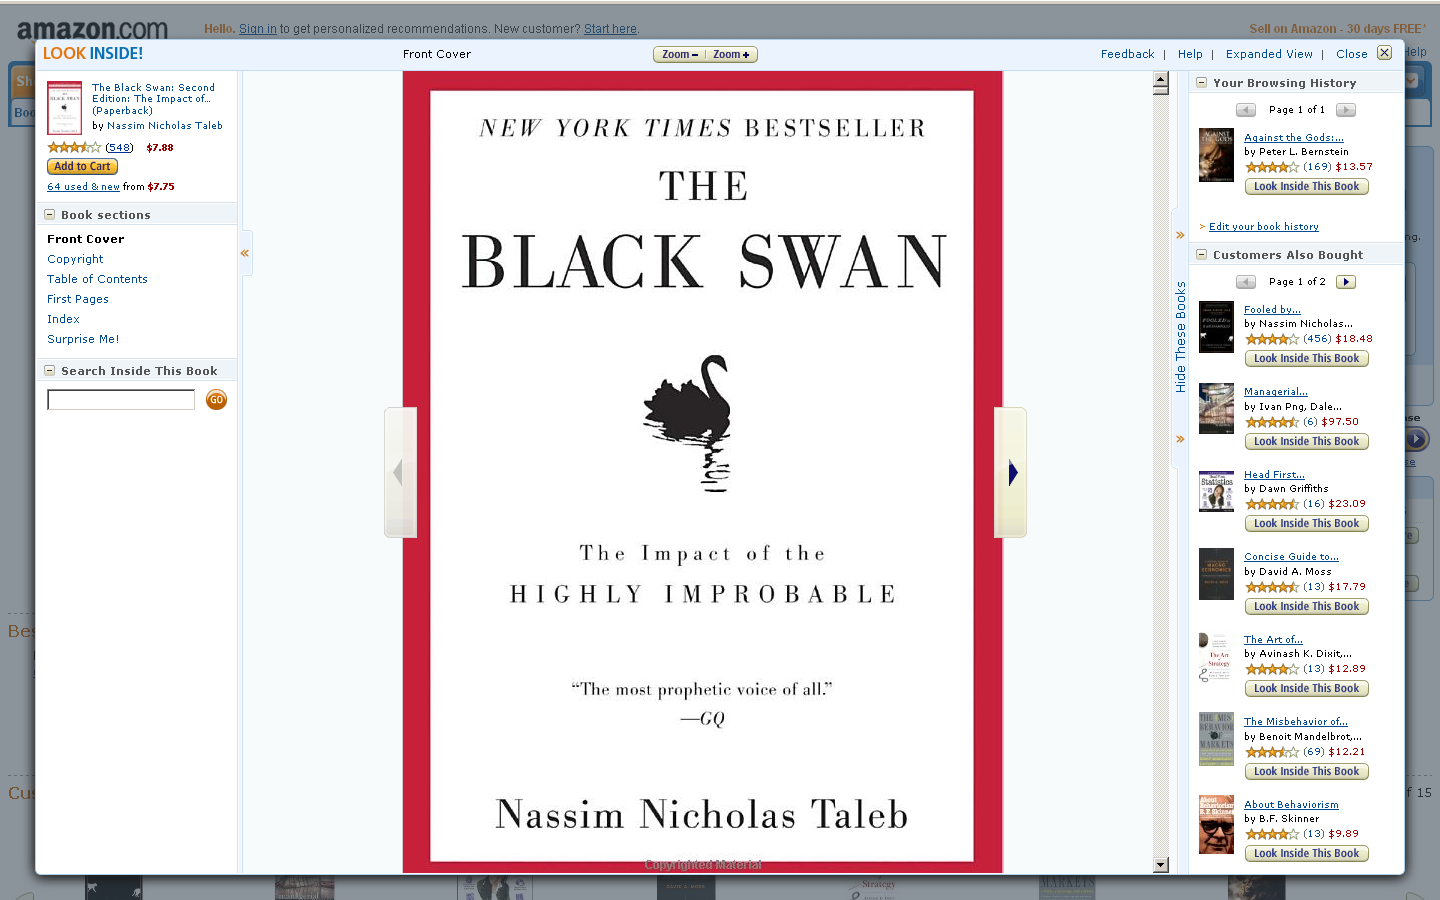 amazon.com
Hello. Sign in to get personalized recommendations. New customer? Start here.
Sell on Amazon - 30 days FREE*
Help
LOOK INSIDE!
Front Cover
Zoom –
Zoom +
Feedback | Help | Expanded View | Close
The Black Swan: Second
Edition: The Impact of...
(Paperback)
by Nassim Nicholas Taleb
(548) $7.88
Add to Cart
64 used & new from $7.75
Book sections
Front Cover
Copyright
Table of Contents
First Pages
Index
Surprise Me!
Search Inside This Book
GO
NEW YORK TIMES BESTSELLER
THE
BLACK SWAN
The Impact of the
HIGHLY IMPROBABLE
“The most prophetic voice of all.”
—GQ
Nassim Nicholas Taleb
Copyrighted Material
Hide These Books
Your Browsing History
Page 1 of 1
Against the Gods:...
by Peter L. Bernstein
(169) $13.57
Look Inside This Book
> Edit your book history
Customers Also Bought
Page 1 of 2
Fooled by...
by Nassim Nicholas...
(456) $18.48
Look Inside This Book
Managerial...
by Ivan Png, Dale...
(6) $97.50
Look Inside This Book
Head First...
by Dawn Griffiths
(16) $23.09
Look Inside This Book
Concise Guide to...
by David A. Moss
(13) $17.79
Look Inside This Book
The Art of...
by Avinash K. Dixit,...
(13) $12.89
Look Inside This Book
The Misbehavior of...
by Benoit Mandelbrot,...
(69) $12.21
Look Inside This Book
About Behaviorism
by B.F. Skinner
(13) $9.89
Look Inside This Book